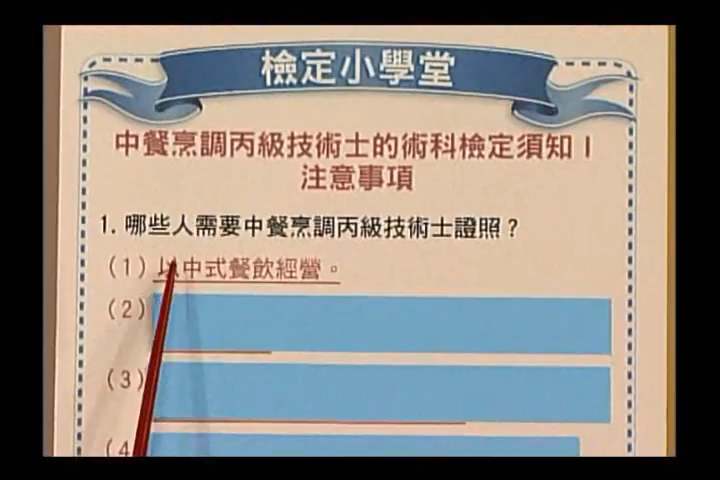 檢定小學堂
中餐烹調丙級技術士的術科檢定須知 I
注意事項
1. 哪些人需要中餐烹調丙級技術士證照？
（1）以中式餐飲經營。
（2）
（3）
（4